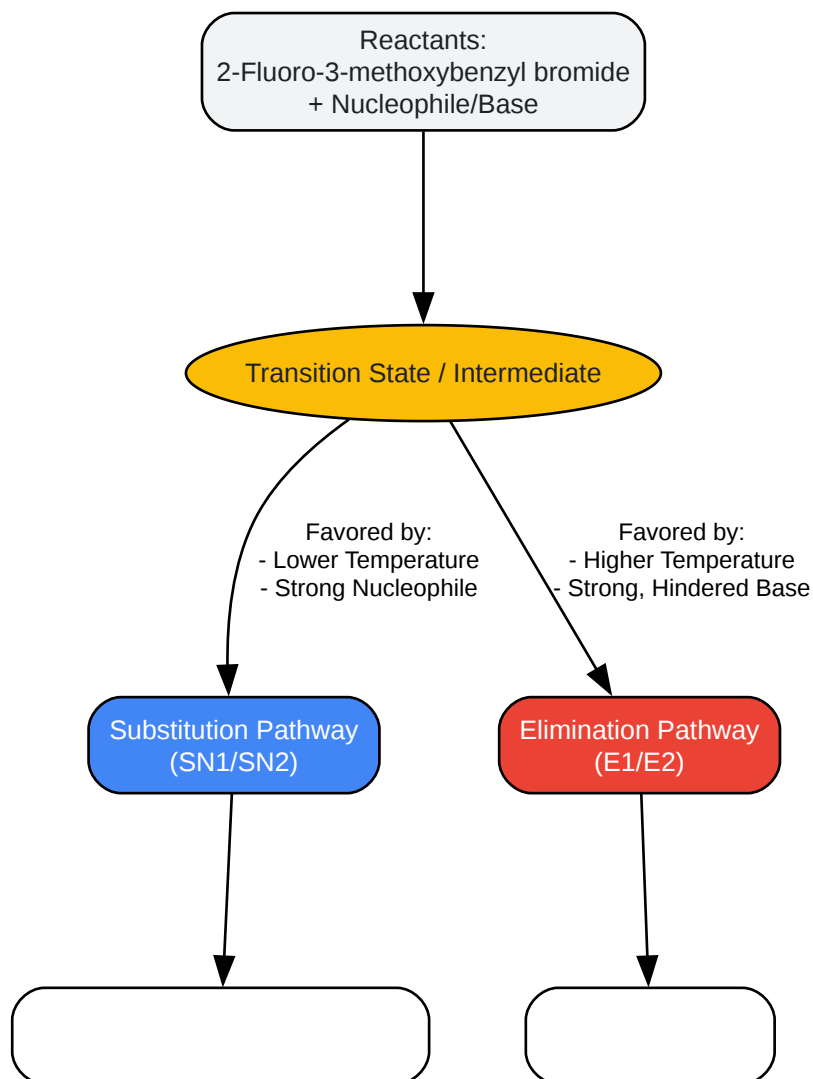 Reactants:
2-Fluoro-3-methoxybenzyl bromide
+ Nucleophile/Base
Transition State / Intermediate
Favored by:
- Lower Temperature
- Strong Nucleophile
Favored by:
- Higher Temperature
- Strong, Hindered Base
Substitution Pathway
(SN1/SN2)
Elimination Pathway
(E1/E2)